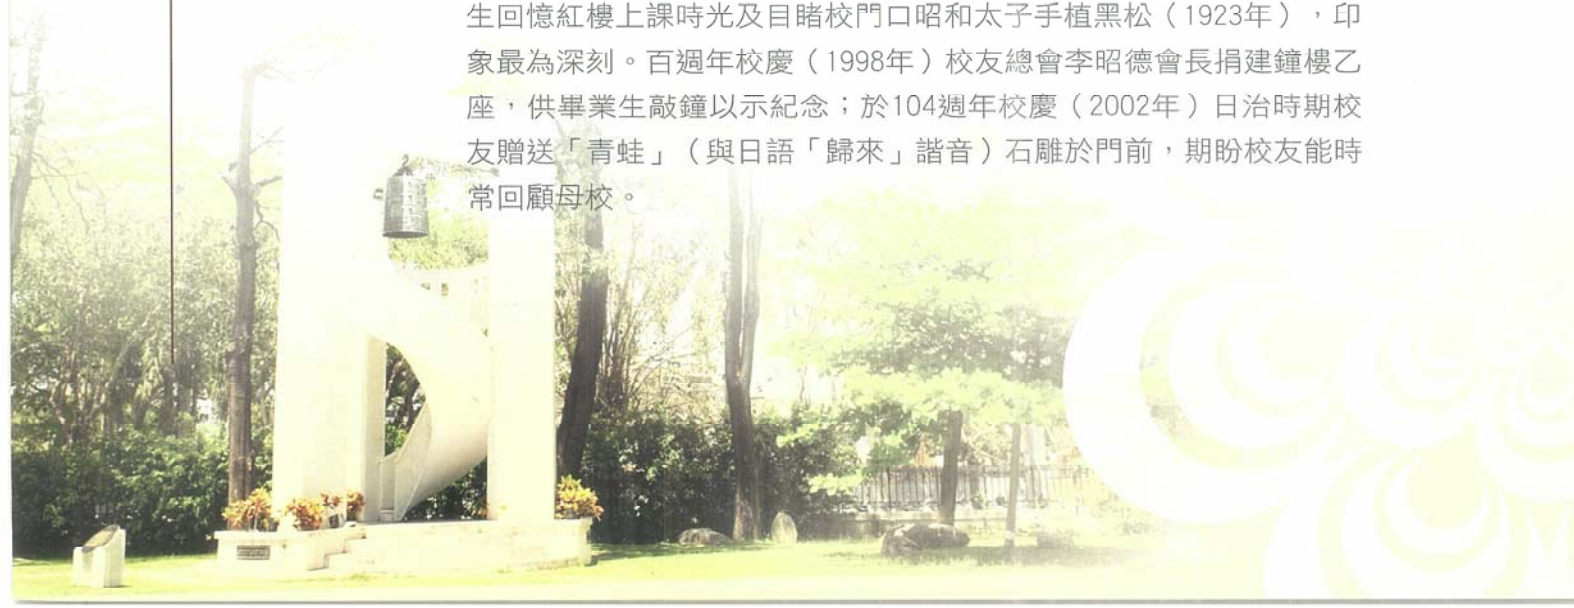 生回憶紅樓上課時光及目睹校門口昭和太子手植黑松（1923年），印
象最為深刻。百週年校慶（1998年）校友總會李昭德會長捐建鐘樓乙
座，供畢業生敲鐘以示紀念；於104週年校慶（2002年）日治時期校
友贈送「青蛙」（與日語「歸來」諧音）石雕於門前，期盼校友能時
常回顧母校。